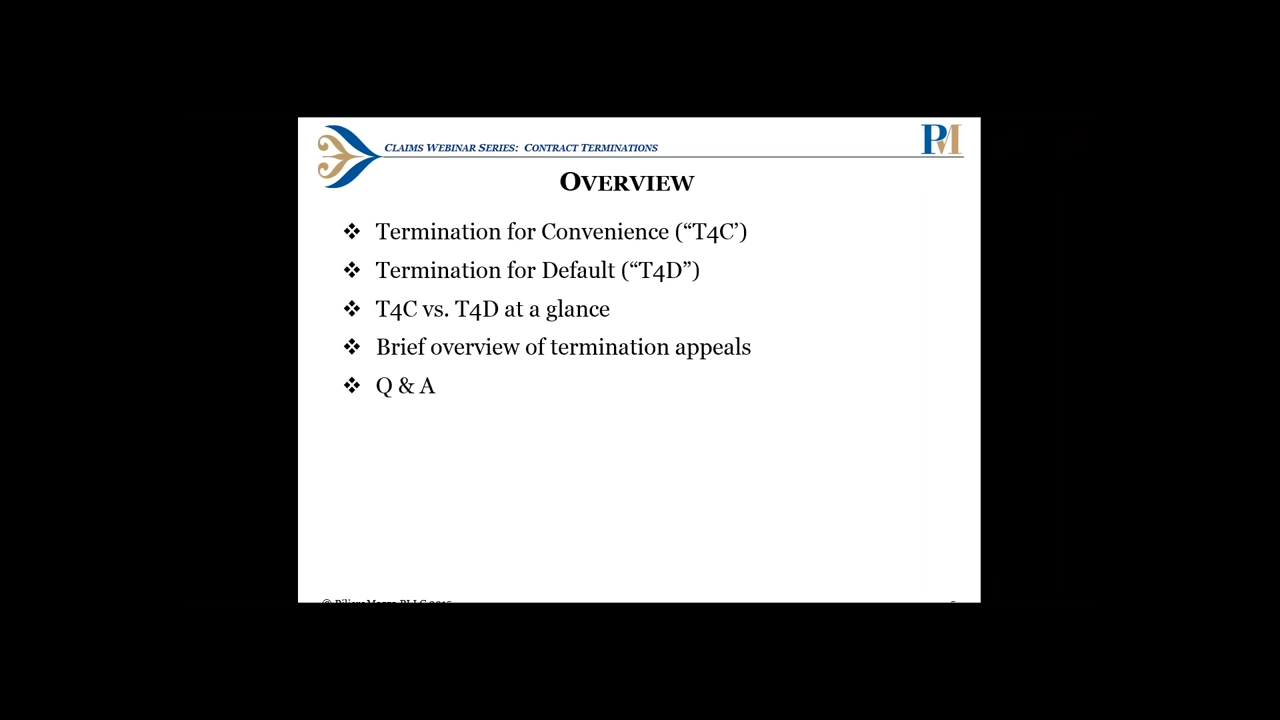 CLAIMS WEBINAR SERIES: CONTRACT TERMINATIONS
PM
OVERVIEW
❖ Termination for Convenience (“T4C’)
❖ Termination for Default (“T4D”)
❖ T4C vs. T4D at a glance
❖ Brief overview of termination appeals
❖ Q & A